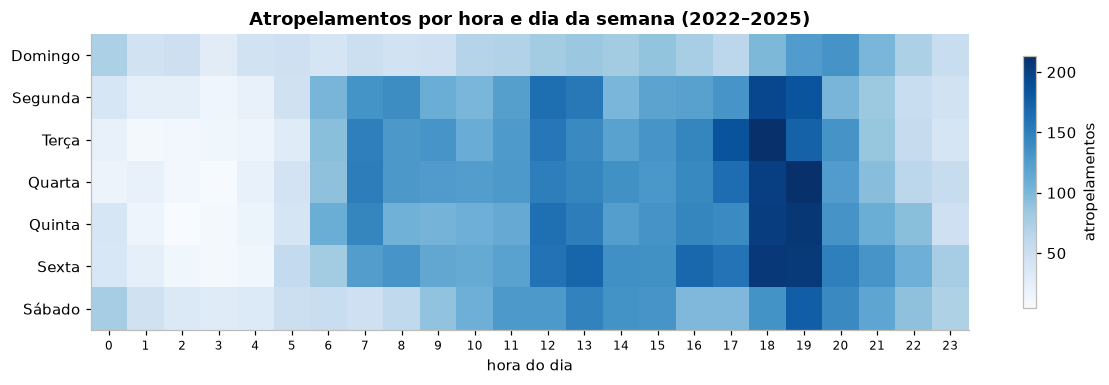 Atropelamentos por hora e dia da semana (2022–2025)
Domingo
Segunda
Terça
Quarta
Quinta
Sexta
Sábado
0 1 2 3 4 5 6 7 8 9 10 11 12 13 14 15 16 17 18 19 20 21 22 23
hora do dia
200
150
100
50
atropelamentos